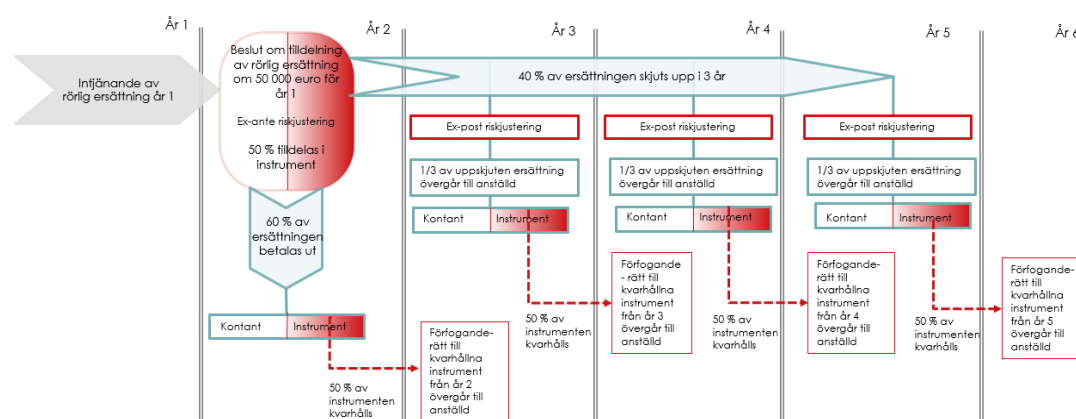 År 1
År 2
År 3
År 4
År 5
År 6
Intjänande av
rörlig ersättning år 1
Beslut om tilldelning
av rörlig ersättning
om 50 000 euro för
år 1
Ex-ante riskjustering
50 % tilldelas i
instrument
40 % av ersättningen skjuts upp i 3 år
60 % av
ersättningen
betalas ut
Kontant
Instrument
50 % av
instrumenten
kvarhålls
Förfogande-
rätt till
kvarhållna
instrument
från år 2
övergår till
anställd
Ex-post riskjustering
1/3 av uppskjuten ersättning
övergår till anställd
Kontant
Instrument
50 % av
instrumenten
kvarhålls
Förfogande
- rätt till
kvarhållna
instrument
från år 3
övergår till
anställd
Ex-post riskjustering
1/3 av uppskjuten ersättning
övergår till anställd
Kontant
Instrument
50 % av
instrumenten
kvarhålls
Förfogande-
rätt till
kvarhållna
instrument
från år 4
övergår till
anställd
Ex-post riskjustering
1/3 av uppskjuten ersättning
övergår till anställd
Kontant
Instrument
50 % av
instrumenten
kvarhålls
Förfogande-
rätt till
kvarhållna
instrument
från år 5
övergår till
anställd